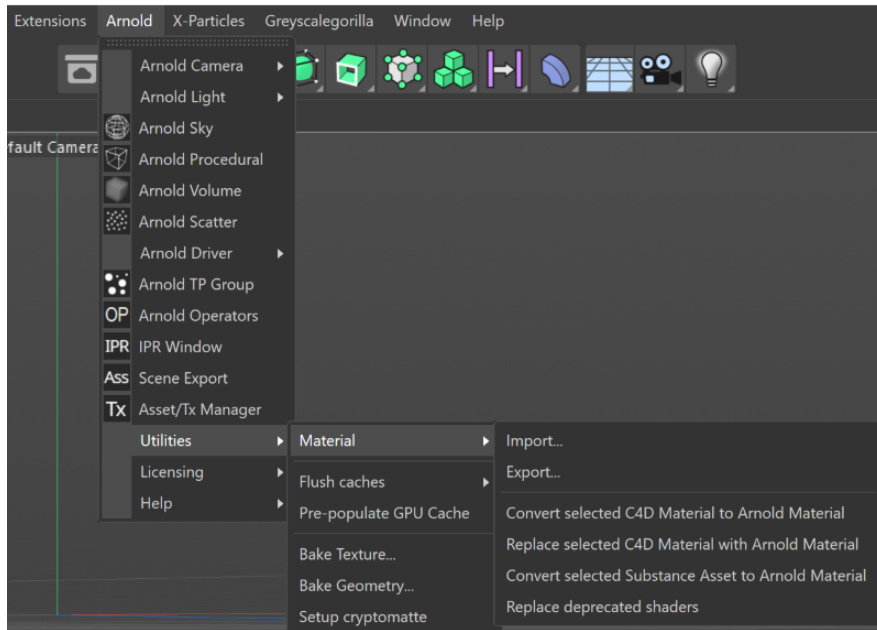 Extensions Arnold X-Particles Greyscalegorilla Window Help
Arnold Camera
Arnold Light
Arnold Sky
fault Camera
Arnold Procedural
Arnold Volume
Arnold Scatter
Arnold Driver
Arnold TP Group
OP Arnold Operators
IPR IPR Window
Ass Scene Export
Tx Asset/Tx Manager
Utilities
Licensing
Help
Material
Flush caches
Pre-populate GPU Cache
Bake Texture...
Bake Geometry...
Setup cryptomatte
Import...
Export...
Convert selected C4D Material to Arnold Material
Replace selected C4D Material with Arnold Material
Convert selected Substance Asset to Arnold Material
Replace deprecated shaders